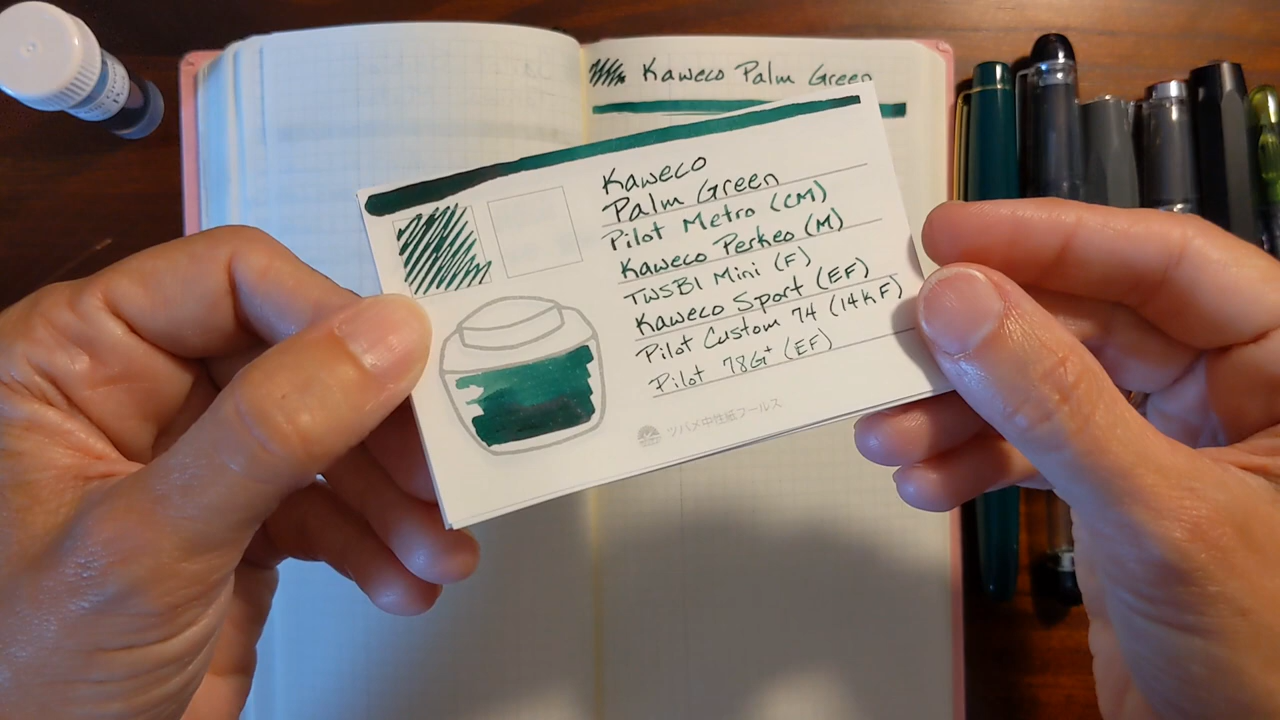 Kaweco Palm Green
Kaweco
Palm Green
Pilot Metro (CM)
Kaweco Perkeo (M)
TWSBI Mini (F)
Kaweco Sport (EF)
Pilot Custom 74 (14k F)
Pilot 78G+ (EF)
ツバメ中性紙フールス